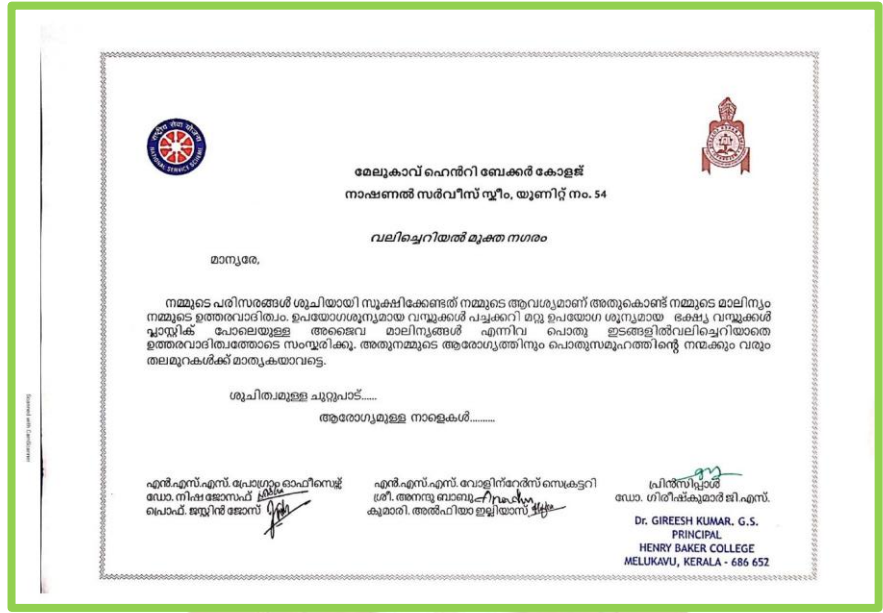 മേലുകാവ് ഹെൻറി ബേക്കർ കോളജ്
നാഷണൽ സർവീസ് സ്കീം, യൂണിറ്റ് നം. 54
വലിച്ചെറിയൽ മുക്ത നഗരം
മാന്യരേ,
നമ്മുടെ പരിസരങ്ങൾ ശുചിയായി സൂക്ഷിക്കേണ്ടത് നമ്മുടെ ആവശ്യമാണ് അതുകൊണ്ട് നമ്മുടെ മാലിന്യം
നമ്മുടെ ഉത്തരവാദിത്വം. ഉപയോഗശൂന്യമായ വസ്തുക്കൾ പച്ചക്കറി മറ്റു ഉപയോഗ ശൂന്യമായ ഭക്ഷ്യ വസ്തുക്കൾ
പ്ലാസ്റ്റിക് പോലെയുള്ള അജൈവ മാലിന്യങ്ങൾ എന്നിവ പൊതു ഇടങ്ങളിൽവലിച്ചെറിയാതെ
ഉത്തരവാദിത്വത്തോടെ സംസ്കരിക്കൂ. അതുനമ്മുടെ ആരോഗ്യത്തിനും പൊതുസമൂഹത്തിന്റെ നന്മക്കും വരും
തലമുറകൾക്ക് മാതൃകയാവട്ടെ.
ശുചിത്വമുള്ള ചുറ്റുപാട്......
ആരോഗ്യമുള്ള നാളെകൾ..........
എൻ.എസ്.എസ്. പ്രോഗ്രാം ഓഫീസെഴ്സ്
ഡോ. നിഷ ജോസഫ്
പ്രൊഫ. ജസ്റ്റിൻ ജോസ്
എൻ.എസ്.എസ്. വോളിന്റേർസ് സെക്രട്ടറി
ശ്രീ. അനന്ദു ബാബു
കുമാരി. അൽഫിയാ ഇല്ലിയാസ്
പ്രിൻസിപ്പാൾ
ഡോ. ഗിരീഷ്കുമാർ ജി.എസ്.
Dr. GIREESH KUMAR. G.S.
PRINCIPAL
HENRY BAKER COLLEGE
MELUKAVU, KERALA - 686 652
Scanned with CamScanner